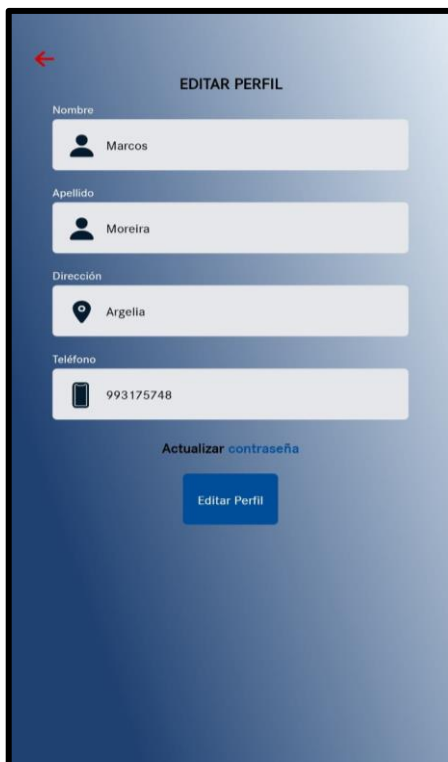 EDITAR PERFIL
Nombre
Marcos
Apellido
Moreira
Dirección
Argelia
Teléfono
993175748
Actualizar contraseña
Editar Perfil